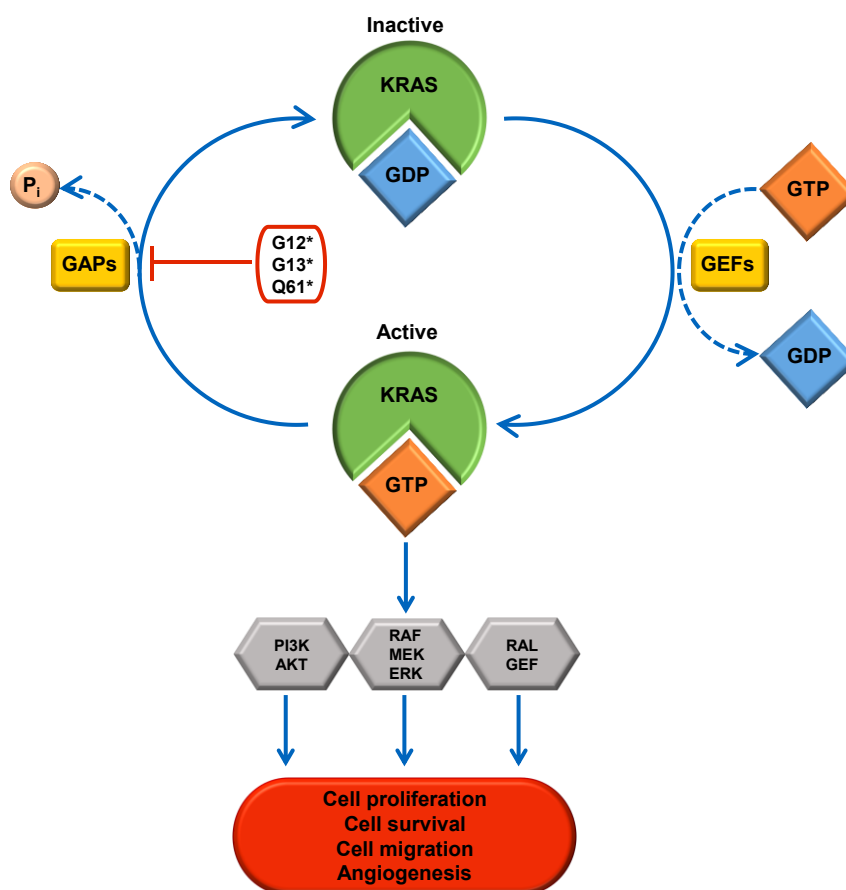 Inactive
KRAS
GDP
Pi
GTP
GAPs
G12*
G13*
Q61*
GEFs
GDP
Active
KRAS
GTP
PI3K
AKT
RAF
MEK
ERK
RAL
GEF
Cell proliferation
Cell survival
Cell migration
Angiogenesis